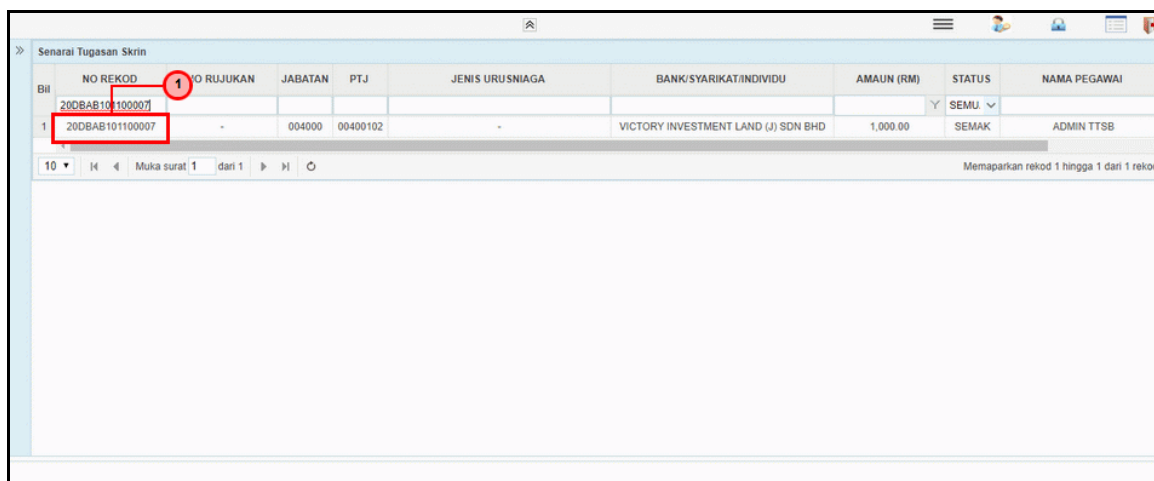 Senarai Tugasan Skrin
Bil NO REKOD NO RUJUKAN JABATAN PTJ JENIS URUSNIAGA BANK/SYARIKAT/INDIVIDU AMAUN (RM) STATUS NAMA PEGAWAI
1
20DBAB101100007 SEMU.
1 20DBAB101100007 - 004000 00400102 - VICTORY INVESTMENT LAND (J) SDN BHD 1,000.00 SEMAK ADMIN TTSB
10 Muka surat 1 dari 1 Memaparkan rekod 1 hingga 1 dari 1 reko